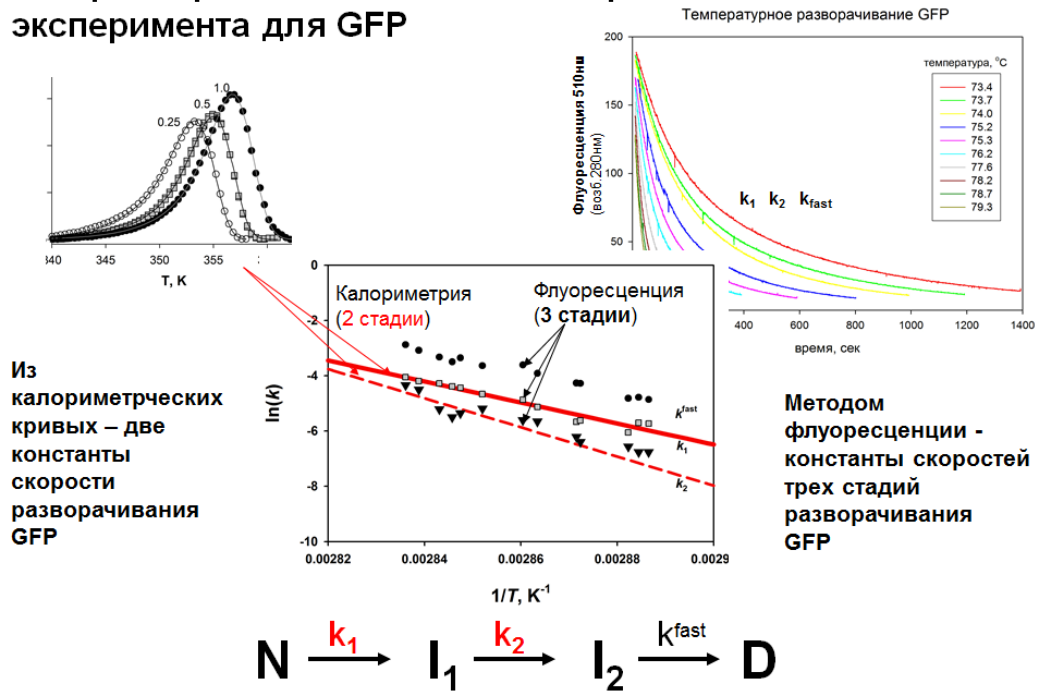 эксперимента для GFP
Температурное разворачивание GFP
1.0
0.5
0.25
340
345
350
355
T, K
200
150
100
50
Флуоресценция 510нм
(возб.280нм)
температура, °C
73.4
73.7
74.0
75.2
75.3
76.2
77.6
78.2
78.7
79.3
k1 k2 kfast
400 600 800 1000 1200 1400
время, сек
Из
калориметрческих
кривых – две
константы
скорости
разворачивания
GFP
0
-2
-4
-6
-8
-10
ln(k)
Калориметрия
(2 стадии)
Флуоресценция
(3 стадии)
kfast
k1
k2
0.00282 0.00284 0.00286 0.00288 0.0029
1/T, K-1
Методом
флуоресценции -
константы скоростей
трех стадий
разворачивания
GFP
k1 k2 kfast
N I1 I2 D